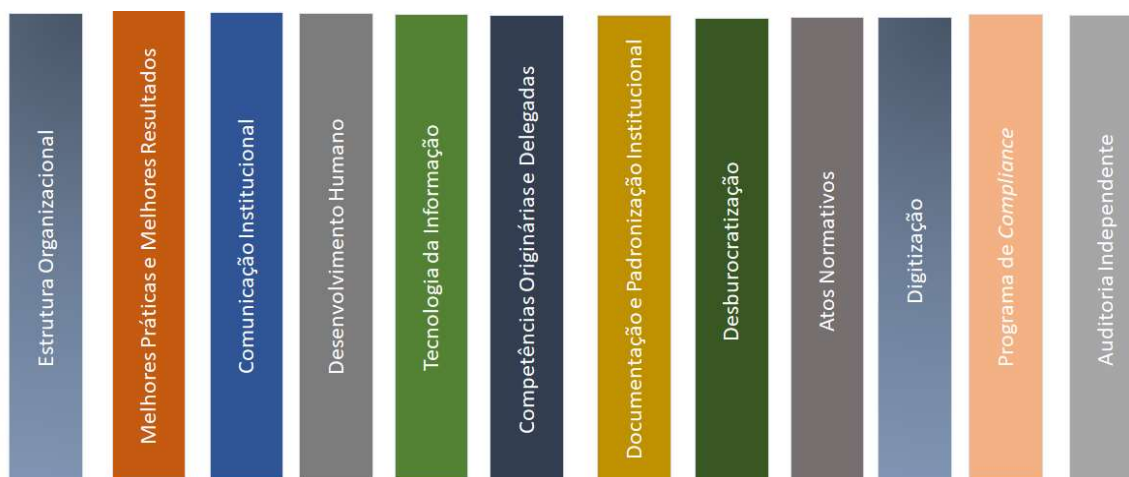 Estrutura Organizacional
Melhores Práticas e Melhores Resultados
Comunicação Institucional
Desenvolvimento Humano
Tecnologia da Informação
Competências Originárias e Delegadas
Documentação e Padronização Institucional
Desburocratização
Atos Normativos
Digitização
Programa de Compliance
Auditoria Independente